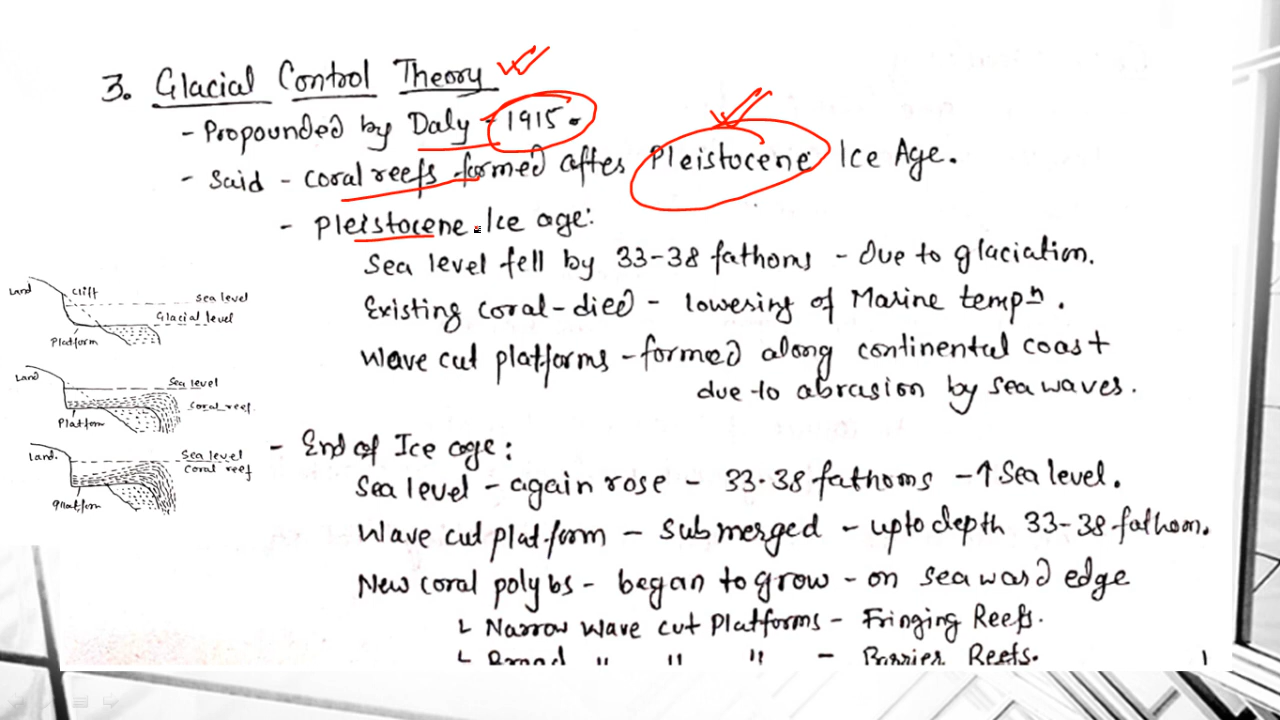 3. Glacial Control Theory
- Propounded by Daly - 1915.
- Said - coral reefs formed after Pleistocene Ice Age.
- Pleistocene Ice age:
Sea level fell by 33-38 fathoms - due to glaciation.
Existing coral-died - lowering of Marine tempⁿ.
Wave cut platforms - formed along continental coast
due to abrasion by sea waves.
Land
Cliff
Sea level
Glacial level
Platform
Land
Sea level
Coral reef
Platform
Land.
Sea level
Coral reef
Platform
- End of Ice age:
Sea level - again rose - 33-38 fathoms - ↑ Sea level.
Wave cut platform - submerged - upto depth 33-38 fathom.
New coral polybs - began to grow - on seaward edge
└ Narrow wave cut Platforms - Fringing Reefs.
└ Broad " " " - Barrier Reefs.